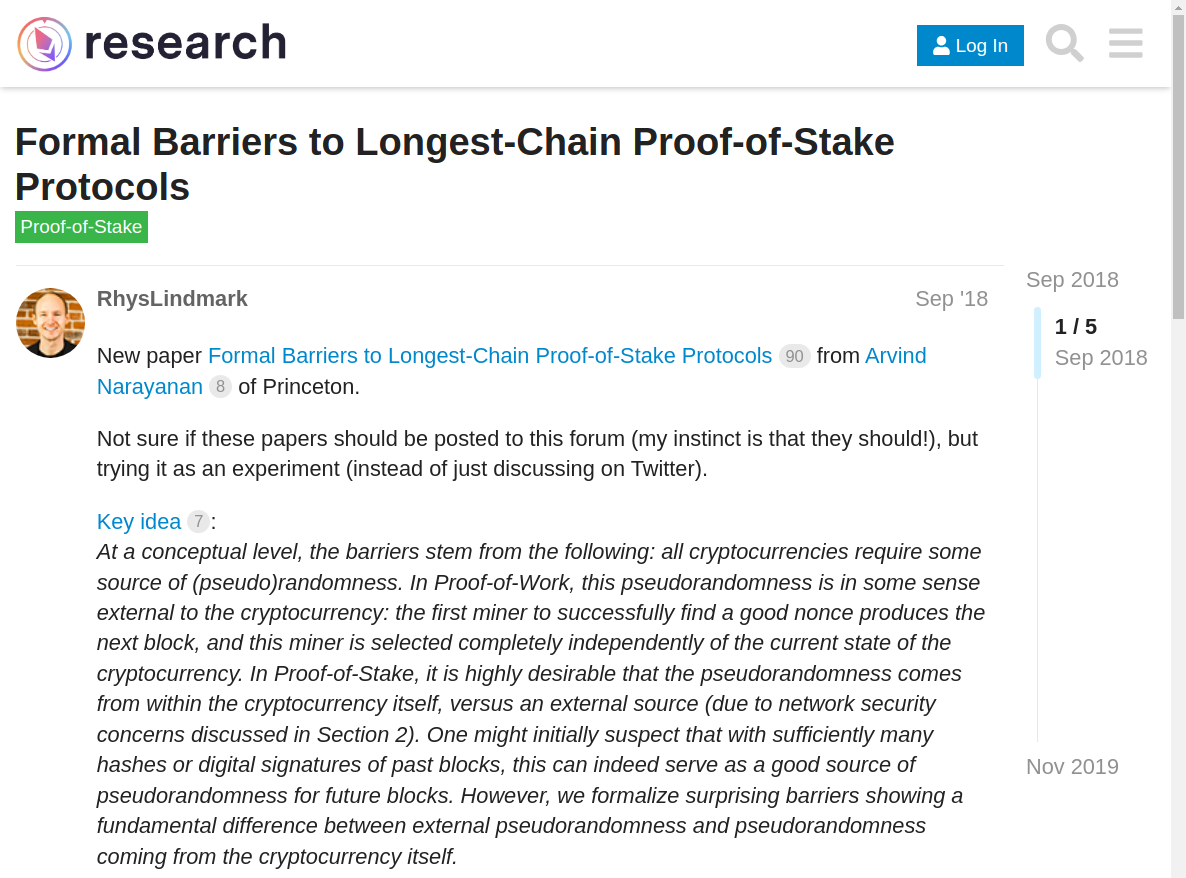 research
Log In
Formal Barriers to Longest-Chain Proof-of-Stake
Protocols
Proof-of-Stake
RhysLindmark
Sep '18
New paper Formal Barriers to Longest-Chain Proof-of-Stake Protocols 90 from Arvind
Narayanan 8 of Princeton.
Not sure if these papers should be posted to this forum (my instinct is that they should!), but
trying it as an experiment (instead of just discussing on Twitter).
Key idea 7 :
At a conceptual level, the barriers stem from the following: all cryptocurrencies require some
source of (pseudo)randomness. In Proof-of-Work, this pseudorandomness is in some sense
external to the cryptocurrency: the first miner to successfully find a good nonce produces the
next block, and this miner is selected completely independently of the current state of the
cryptocurrency. In Proof-of-Stake, it is highly desirable that the pseudorandomness comes
from within the cryptocurrency itself, versus an external source (due to network security
concerns discussed in Section 2). One might initially suspect that with sufficiently many
hashes or digital signatures of past blocks, this can indeed serve as a good source of
pseudorandomness for future blocks. However, we formalize surprising barriers showing a
fundamental difference between external pseudorandomness and pseudorandomness
coming from the cryptocurrency itself.
Sep 2018
1 / 5
Sep 2018
Nov 2019